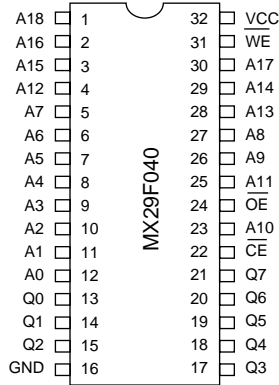 A18 1 32 VCC
A16 2 31 W̅E̅
A15 3 30 A17
A12 4 29 A14
A7 5 28 A13
A6 6 27 A8
A5 7 26 A9
A4 8 25 A11
A3 9 24 O̅E̅
A2 10 23 A10
A1 11 22 C̅E̅
A0 12 21 Q7
Q0 13 20 Q6
Q1 14 19 Q5
Q2 15 18 Q4
GND 16 17 Q3
MX29F040